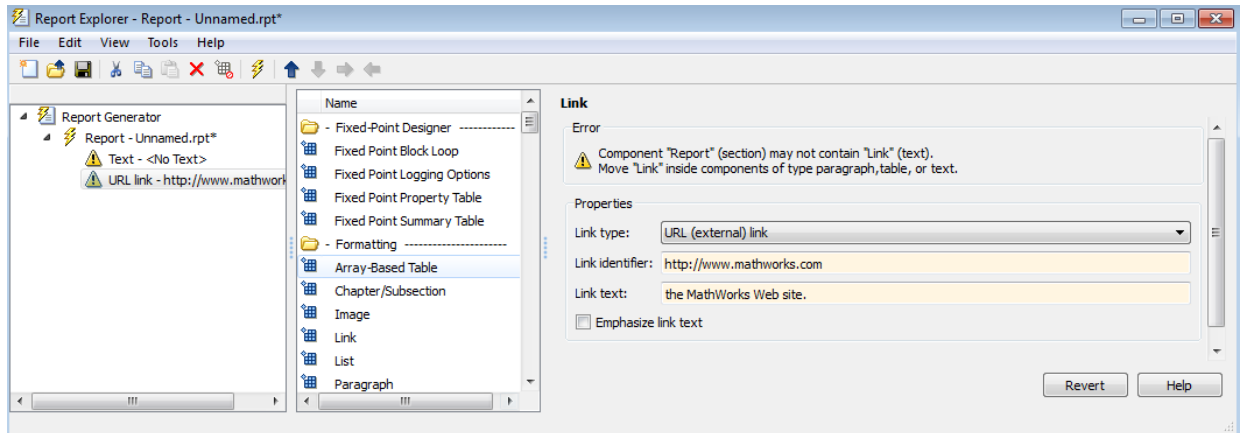 Report Explorer - Report - Unnamed.rpt*
File Edit View Tools Help
Report Generator
Report - Unnamed.rpt*
Text - <No Text>
URL link - http://www.mathwork
Name
- Fixed-Point Designer ------------
Fixed Point Block Loop
Fixed Point Logging Options
Fixed Point Property Table
Fixed Point Summary Table
- Formatting ----------------------
Array-Based Table
Chapter/Subsection
Image
Link
List
Paragraph
Link
Error
Component "Report" (section) may not contain "Link" (text).
Move "Link" inside components of type paragraph,table, or text.
Properties
Link type: URL (external) link
Link identifier: http://www.mathworks.com
Link text: the MathWorks Web site.
Emphasize link text
Revert Help